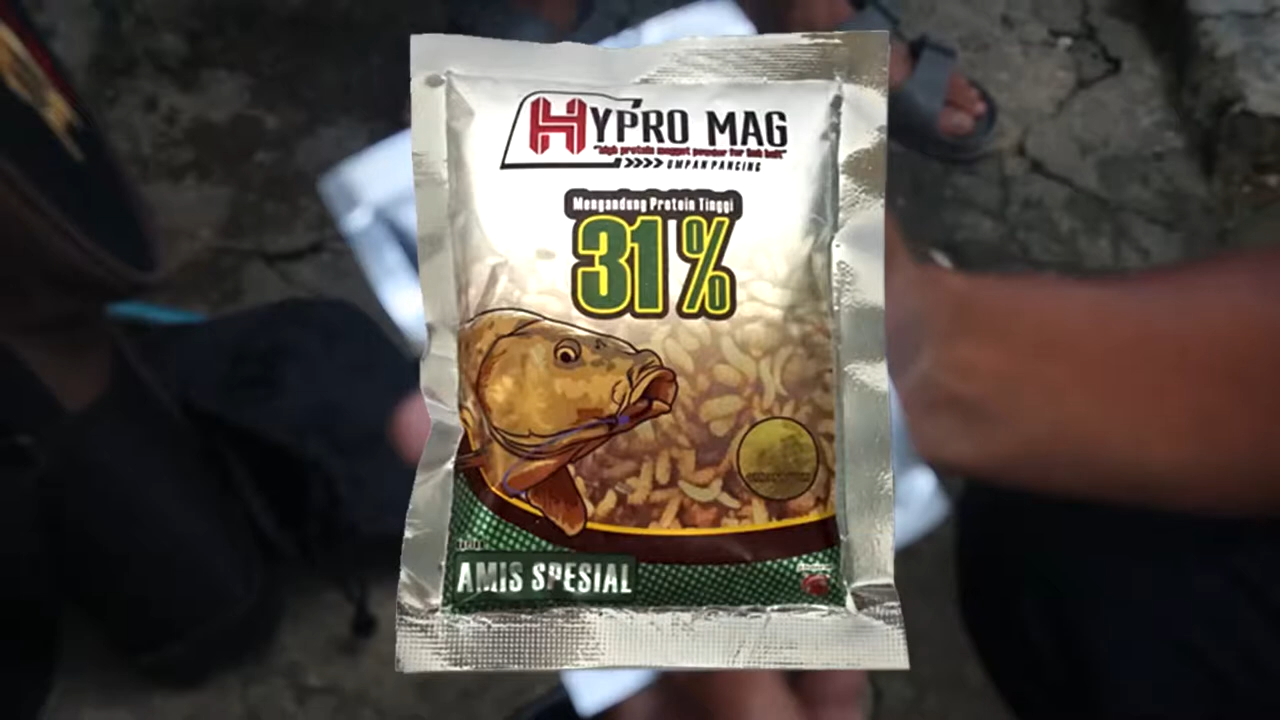 HYPRO MAG
"high protein maggot powder for fish bait"
UMPAN PANCING
Mengandung Protein Tinggi
31%
AMIS SPESIAL